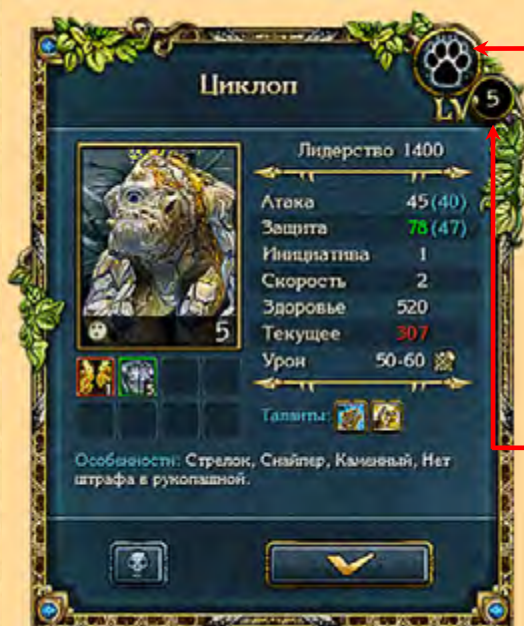 Циклоп
LV 5
Лидерство 1400
Атака 45 (40)
Защита 78 (47)
Инициатива 1
Скорость 2
Здоровье 520
Текущее 307
Урон 50-60
5
1 5
Таланты:
Особенности: Стрелок, Снайпер, Каменный, Нет
штрафа в рукопашной.